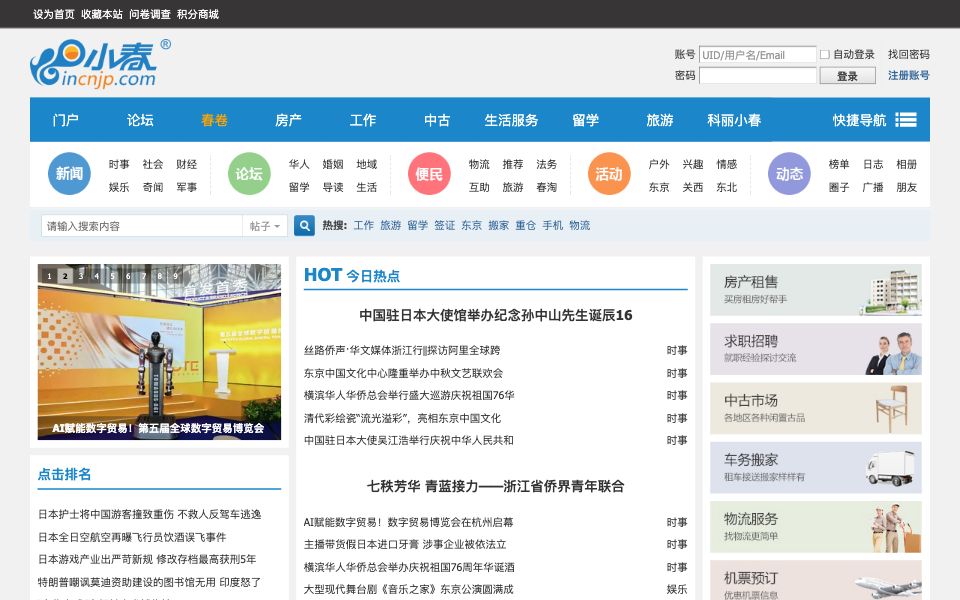 设为首页 收藏本站 问卷调查 积分商城
小春®
incnjp.com
账号 UID/用户名/Email 自动登录 找回密码
密码 登录 注册账号
门户 论坛 春卷 房产 工作 中古 生活服务 留学 旅游 科丽小春 快捷导航
新闻 时事 社会 财经
娱乐 奇闻 军事
论坛 华人 婚姻 地域
留学 导读 生活
便民 物流 推荐 法务
互助 旅游 春淘
活动 户外 兴趣 情感
东京 关西 东北
动态 榜单 日志 相册
圈子 广播 朋友
请输入搜索内容 帖子 热搜: 工作 旅游 留学 签证 东京 搬家 重仓 手机 物流
1 2 3 4 5 6 7 8 9
首发首秀
AI赋能数字贸易！第五届全球数字贸易博览会
点击排名
日本护士将中国游客撞致重伤 不救人反驾车逃逸
日本全日空航空再曝飞行员饮酒误飞事件
日本游戏产业出严苛新规 修改存档最高获刑5年
特朗普嘲讽莫迪资助建设的图书馆无用 印度怒了
HOT 今日热点
中国驻日本大使馆举办纪念孙中山先生诞辰16
丝路侨声·华文媒体浙江行||探访阿里全球跨 时事
东京中国文化中心隆重举办中秋文艺联欢会 时事
横滨华人华侨总会举行盛大巡游庆祝祖国76华 时事
清代彩绘瓷“流光溢彩”，亮相东京中国文化 时事
中国驻日本大使吴江浩举行庆祝中华人民共和 时事
七秩芳华 青蓝接力——浙江省侨界青年联合
AI赋能数字贸易！数字贸易博览会在杭州启幕 时事
主播带货假日本进口牙膏 涉事企业被依法立 时事
横滨华人华侨总会举办庆祝祖国76周年华诞酒 时事
大型现代舞台剧《音乐之家》东京公演圆满成 娱乐
房产租售
买房租房好帮手
求职招聘
就职经验探讨交流
中古市场
各地区各种闲置古品
车务搬家
租车接送搬家样样有
物流服务
找物流更简单
机票预订
优惠机票信息